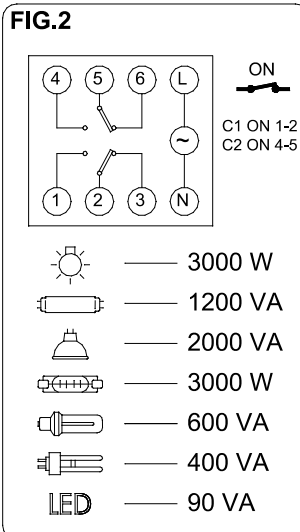 FIG.2
4 5 6 L
ON
C1 ON 1-2
C2 ON 4-5
~
1 2 3 N
3000 W
1200 VA
2000 VA
3000 W
600 VA
400 VA
LED 90 VA